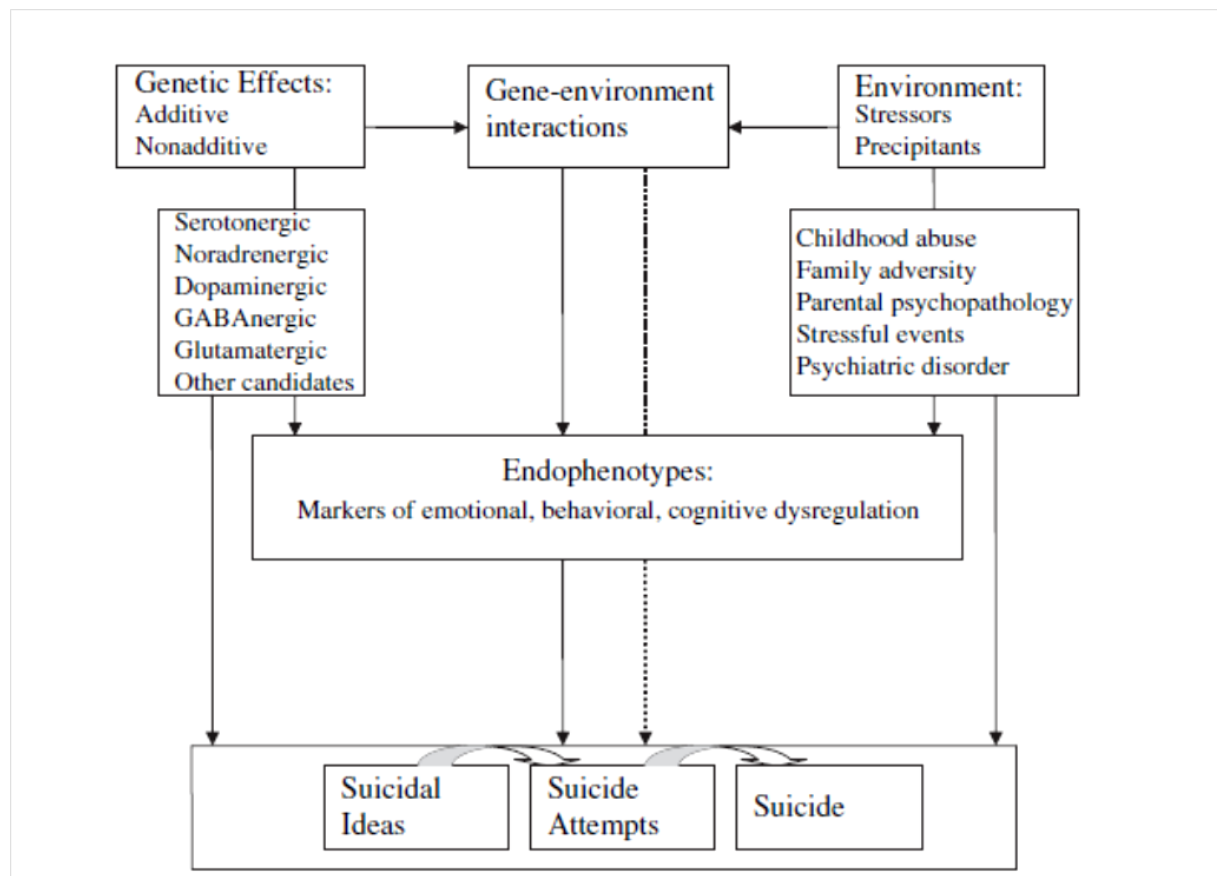 Genetic Effects:
Additive
Nonadditive
Gene-environment
interactions
Environment:
Stressors
Precipitants
Serotonergic
Noradrenergic
Dopaminergic
GABAnergic
Glutamatergic
Other candidates
Childhood abuse
Family adversity
Parental psychopathology
Stressful events
Psychiatric disorder
Endophenotypes:
Markers of emotional, behavioral, cognitive dysregulation
Suicidal
Ideas
Suicide
Attempts
Suicide